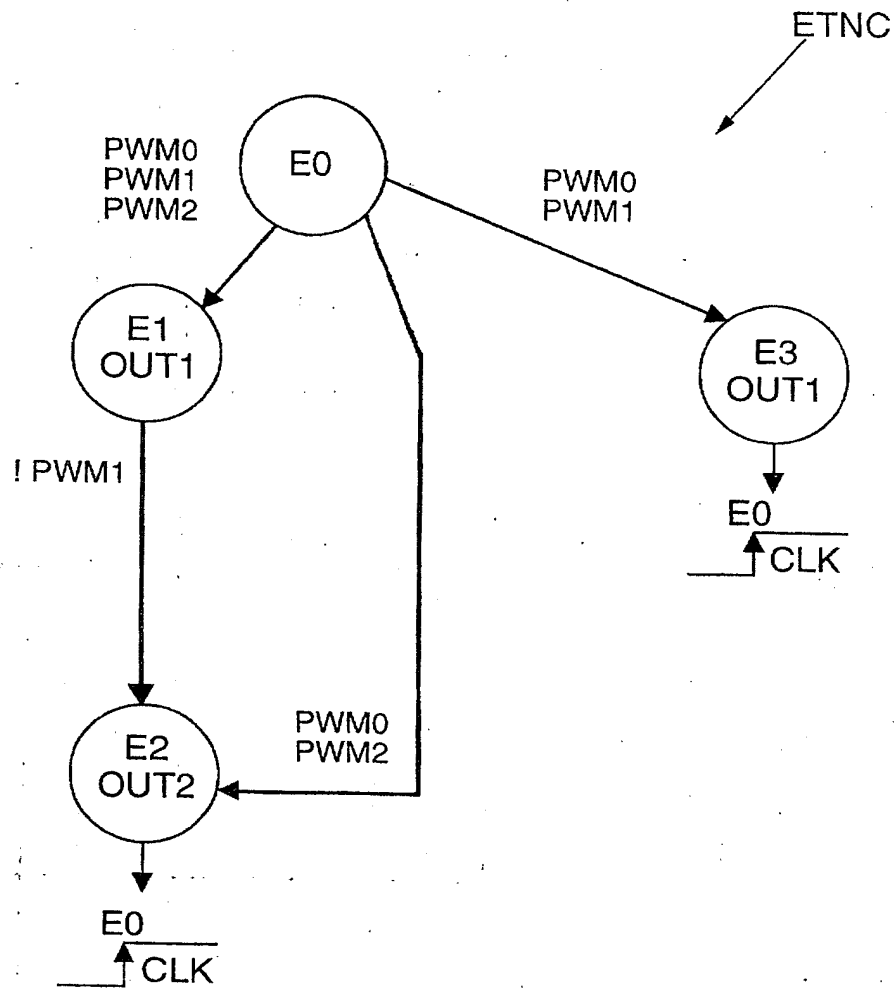 ETNC
PWM0
PWM1
PWM2
E0
PWM0
PWM1
E1
OUT1
E3
OUT1
! PWM1
E0
CLK
PWM0
PWM2
E2
OUT2
E0
CLK